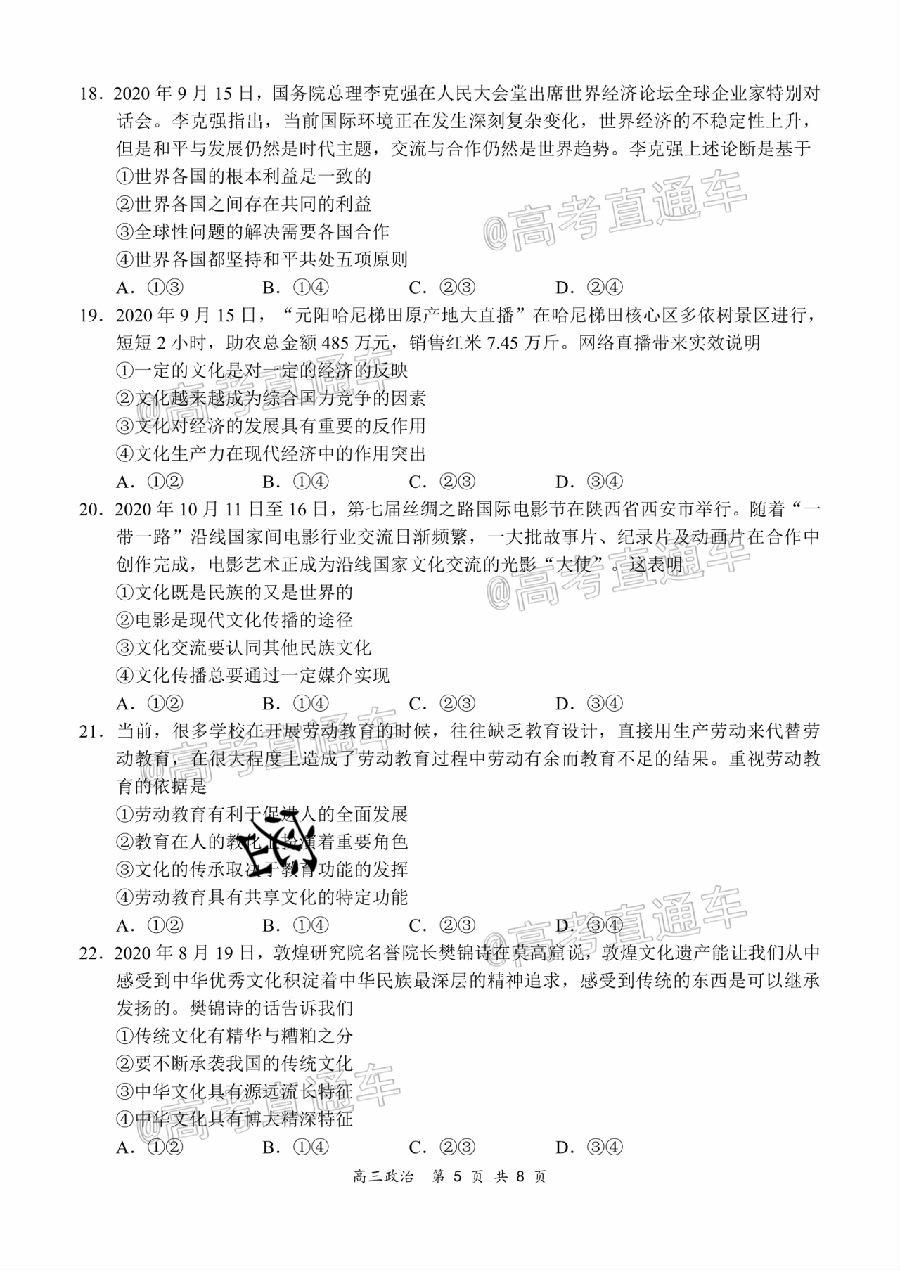 18．2020 年 9 月 15 日，国务院总理李克强在人民大会堂出席世界经济论坛全球企业家特别对
话会。李克强指出，当前国际环境正在发生深刻复杂变化，世界经济的不稳定性上升，
但是和平与发展仍然是时代主题，交流与合作仍然是世界趋势。李克强上述论断是基于
①世界各国的根本利益是一致的
②世界各国之间存在共同的利益
③全球性问题的解决需要各国合作
④世界各国都坚持和平共处五项原则
A．①③ B．①④ C．②③ D．②④
@高考直通车
19．2020 年 9 月 15 日，“元阳哈尼梯田原产地大直播”在哈尼梯田核心区多依树景区进行，
短短 2 小时，助农总金额 485 万元，销售红米 7.45 万斤。网络直播带来实效说明
①一定的文化是对一定的经济的反映
②文化越来越成为综合国力竞争的因素
③文化对经济的发展具有重要的反作用
④文化生产力在现代经济中的作用突出
A．①② B．①④ C．②③ D．③④
@高考直通车
20．2020 年 10 月 11 日至 16 日，第七届丝绸之路国际电影节在陕西省西安市举行。随着“一
带一路”沿线国家间电影行业交流日渐频繁，一大批故事片、纪录片及动画片在合作中
创作完成，电影艺术正成为沿线国家文化交流的光影“大使”。这表明
①文化既是民族的又是世界的
②电影是现代文化传播的途径
③文化交流要认同其他民族文化
④文化传播总要通过一定媒介实现
A．①② B．①④ C．②③ D．③④
@高考直通车
21．当前，很多学校在开展劳动教育的时候，往往缺乏教育设计，直接用生产劳动来代替劳
动教育，在很大程度上造成了劳动教育过程中劳动有余而教育不足的结果。重视劳动教
育的依据是
①劳动教育有利于促进人的全面发展
②教育在人的教化上扮演着重要角色
③文化的传承取决于教育功能的发挥
④劳动教育具有共享文化的特定功能
A．①② B．①④ C．②③ D．③④
@高考直通车
@高考直通车
22．2020 年 8 月 19 日，敦煌研究院名誉院长樊锦诗在莫高窟说，敦煌文化遗产能让我们从中
感受到中华优秀文化积淀着中华民族最深层的精神追求，感受到传统的东西是可以继承
发扬的。樊锦诗的话告诉我们
①传统文化有精华与糟粕之分
②要不断承袭我国的传统文化
③中华文化具有源远流长特征
④中华文化具有博大精深特征
A．①② B．①④ C．②③ D．③④
@高考直通车
高三政治 第 5 页 共 8 页